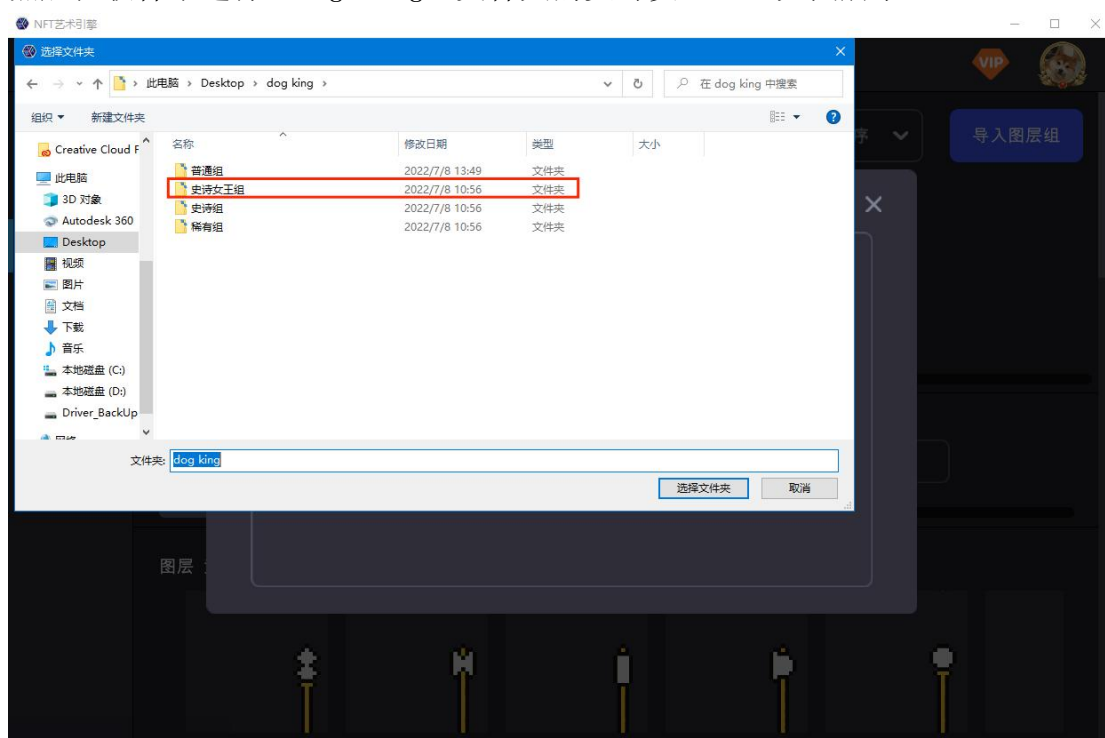 NFT艺术引擎
选择文件夹
此电脑 > Desktop > dog king >
在 dog king 中搜索
组织 新建文件夹
VIP
序
导入图层组
名称 修改日期 类型 大小
普通组 2022/7/8 13:49 文件夹
史诗女王组 2022/7/8 10:56 文件夹
史诗组 2022/7/8 10:56 文件夹
稀有组 2022/7/8 10:56 文件夹
Creative Cloud F
此电脑
3D 对象
Autodesk 360
Desktop
视频
图片
文档
下载
音乐
本地磁盘 (C:)
本地磁盘 (D:)
Driver_BackUp
文件夹: dog king
选择文件夹 取消
图层